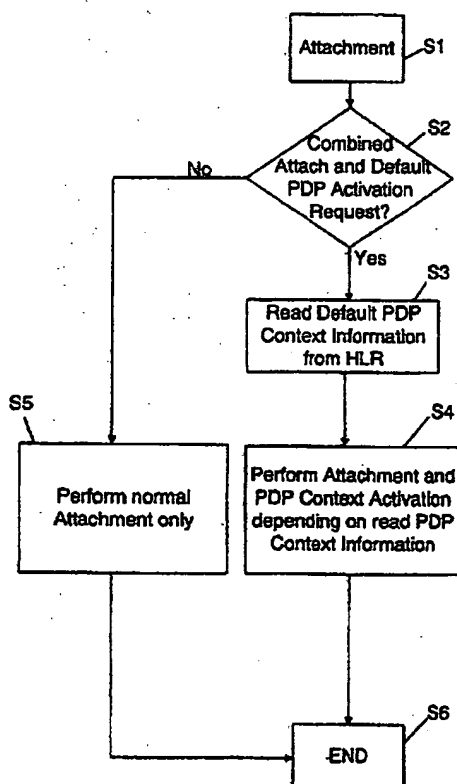 Attachment
S1
S2
Combined
Attach and Default
PDP Activation
Request?
No
Yes
S3
Read Default PDP
Context Information
from HLR
S5
S4
Perform normal
Attachment only
Perform Attachment and
PDP Context Activation
depending on read PDP
Context Information
S6
END